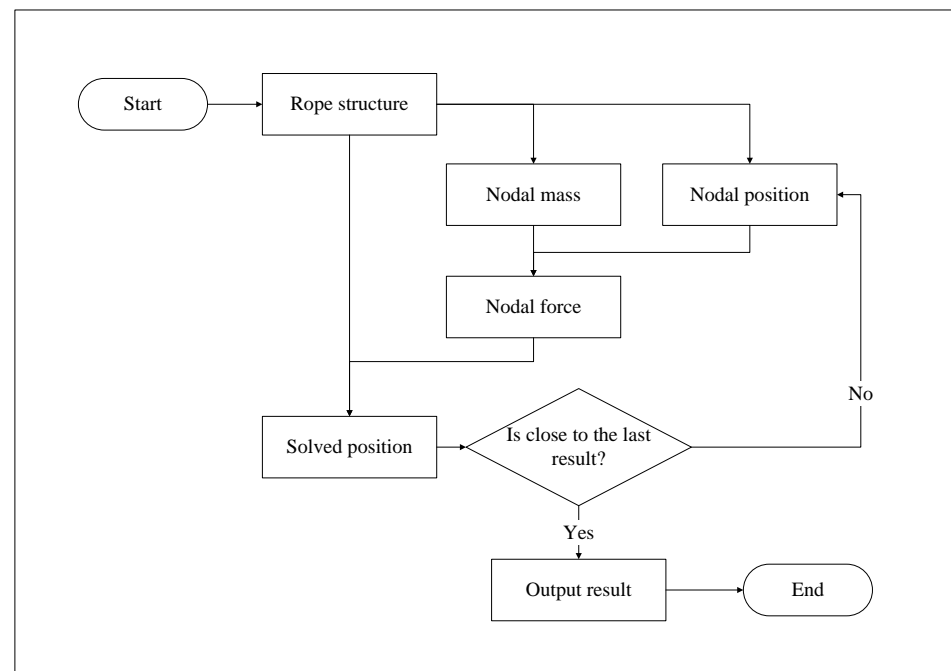 Start
Rope structure
Nodal mass
Nodal position
Nodal force
No
Solved position
Is close to the last
result?
Yes
Output result
End